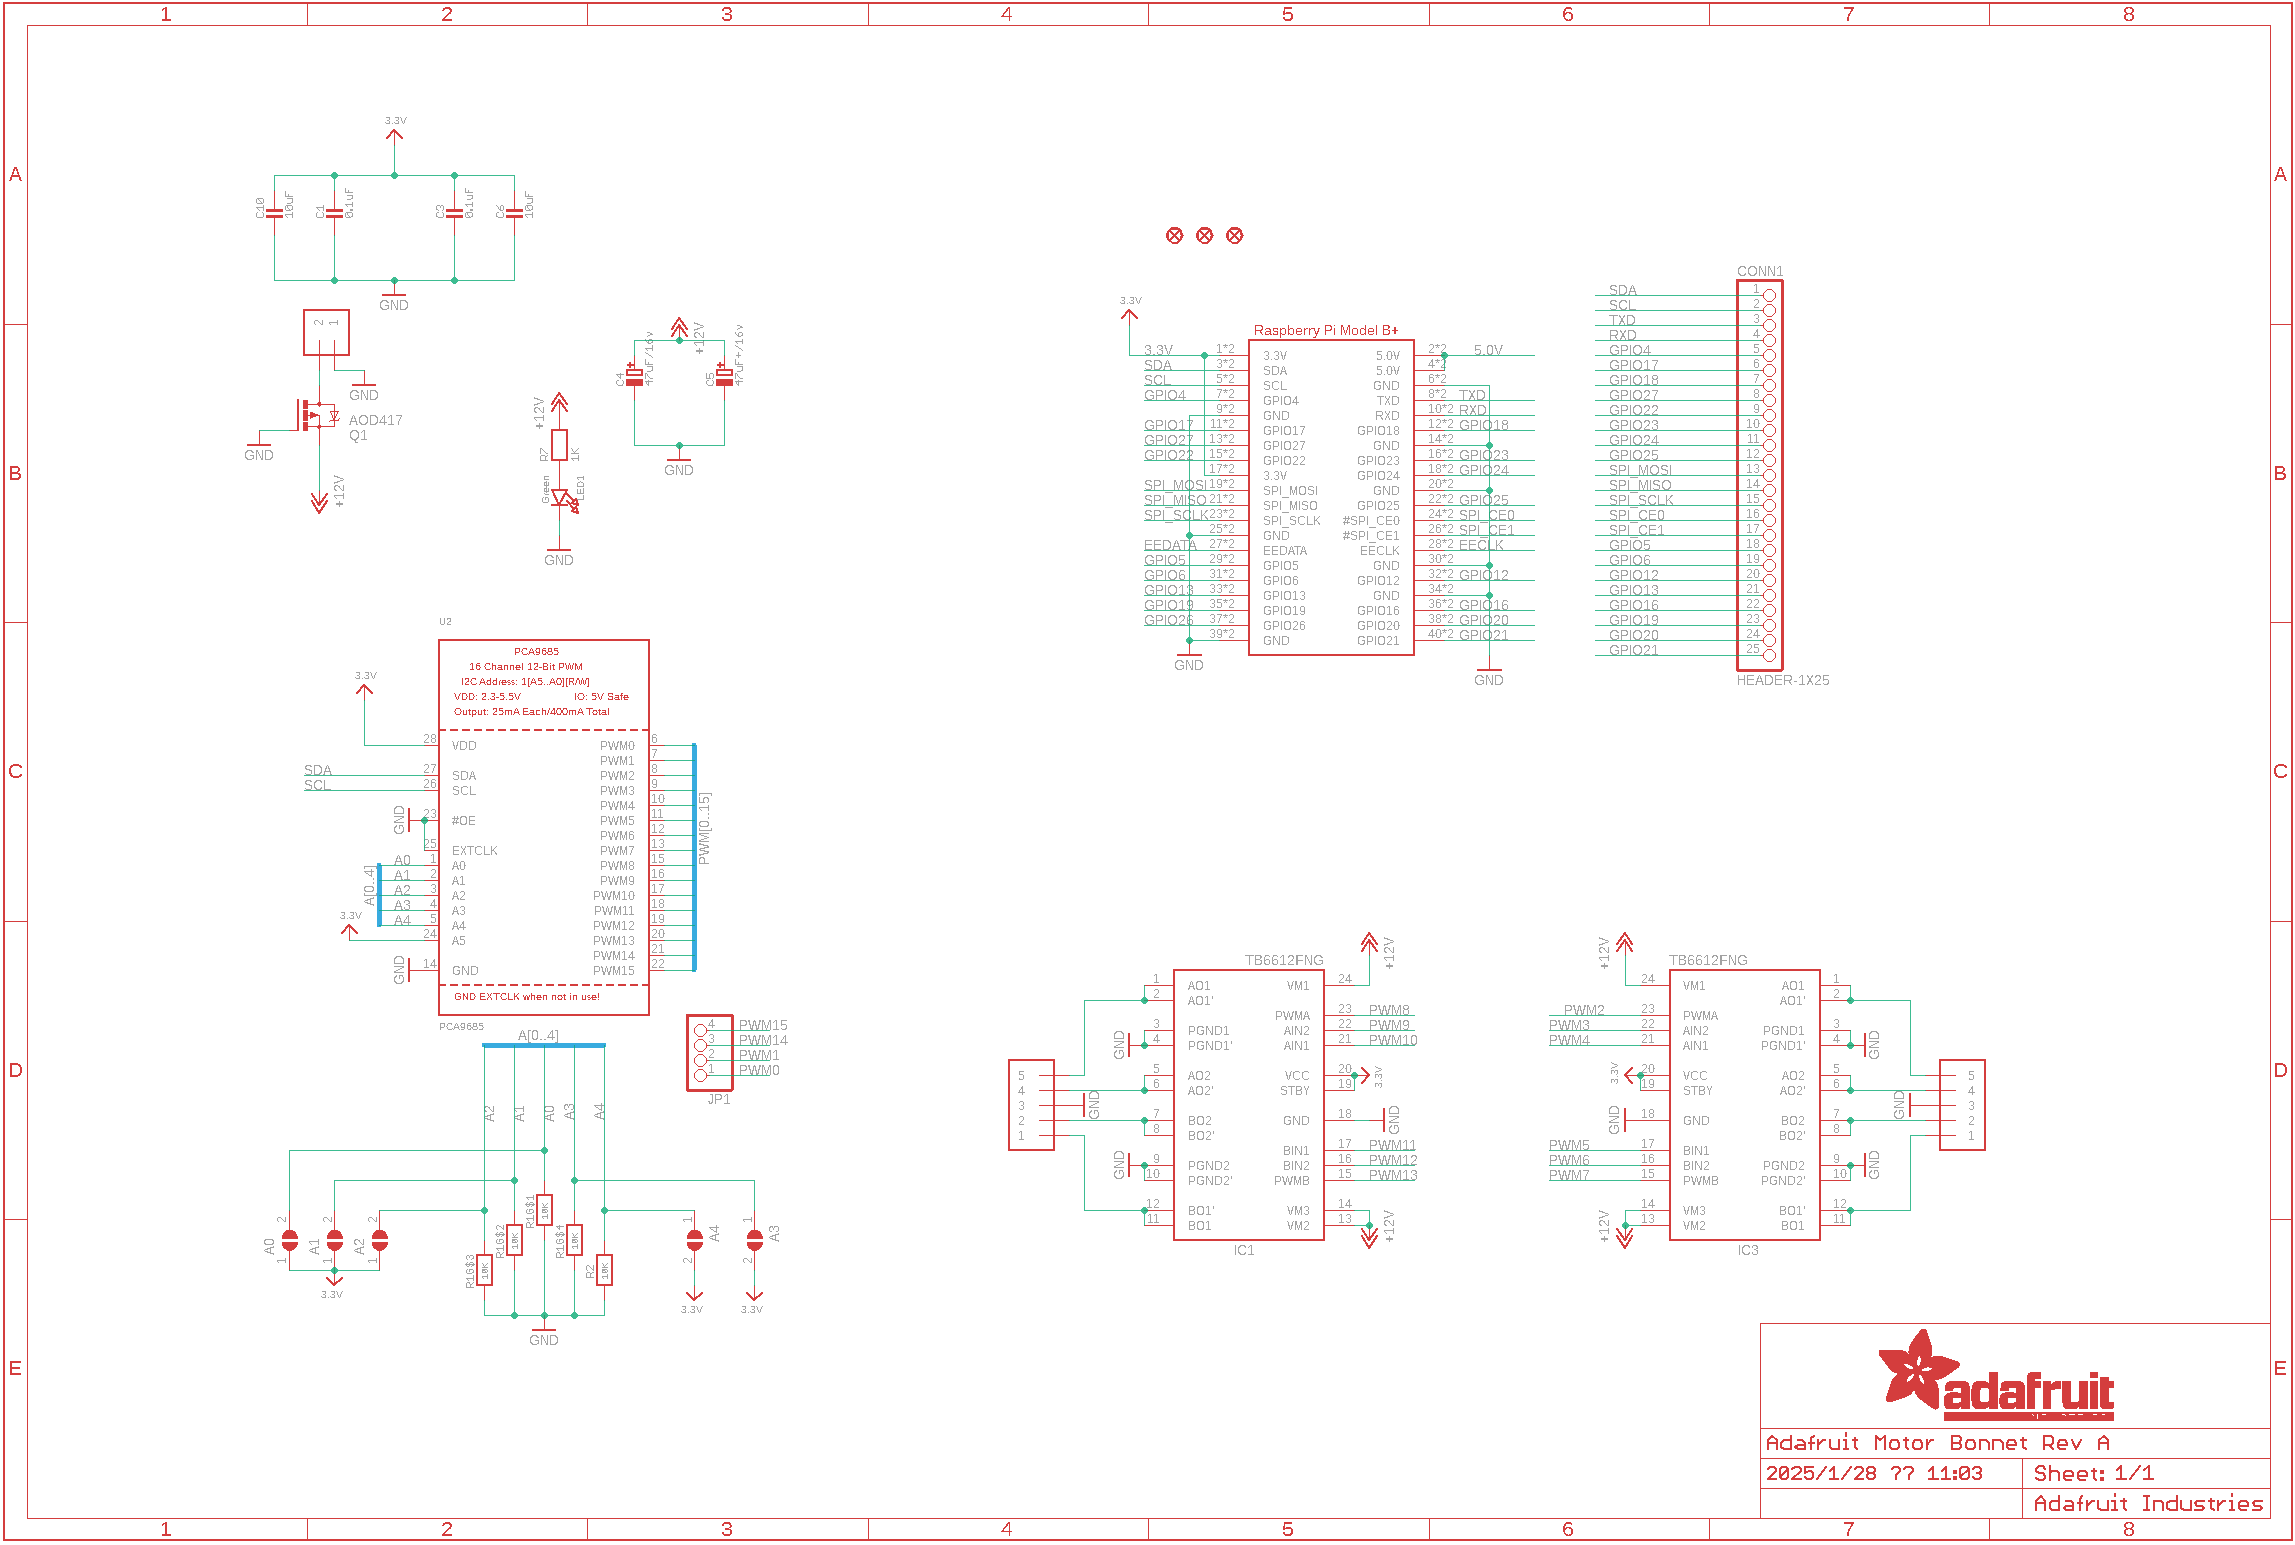 1 2 3 4 5 6 7 8
A A
B B
C C
D D
E E
3.3V
C10 10uF C1 0.1uF C3 0.1uF C6 10uF
GND
2 1
GND
AOD417
Q1
GND
+12V
+12V
C4 47uF/16v C5 47uF+/16v
GND
+12V
R7 1K
Green LED1
GND
3.3V
Raspberry Pi Model B+
3.3V 1*2 3.3V 5.0V 2*2 5.0V
SDA 3*2 SDA 5.0V 4*2
SCL 5*2 SCL GND 6*2
GPIO4 7*2 GPIO4 TXD 8*2 TXD
9*2 GND RXD 10*2 RXD
GPIO17 11*2 GPIO17 GPIO18 12*2 GPIO18
GPIO27 13*2 GPIO27 GND 14*2
GPIO22 15*2 GPIO22 GPIO23 16*2 GPIO23
17*2 3.3V GPIO24 18*2 GPIO24
SPI_MOSI 19*2 SPI_MOSI GND 20*2
SPI_MISO 21*2 SPI_MISO GPIO25 22*2 GPIO25
SPI_SCLK 23*2 SPI_SCLK #SPI_CE0 24*2 SPI_CE0
25*2 GND #SPI_CE1 26*2 SPI_CE1
EEDATA 27*2 EEDATA EECLK 28*2 EECLK
GPIO5 29*2 GPIO5 GND 30*2
GPIO6 31*2 GPIO6 GPIO12 32*2 GPIO12
GPIO13 33*2 GPIO13 GND 34*2
GPIO19 35*2 GPIO19 GPIO16 36*2 GPIO16
GPIO26 37*2 GPIO26 GPIO20 38*2 GPIO20
39*2 GND GPIO21 40*2 GPIO21
GND GND
CONN1
SDA 1
SCL 2
TXD 3
RXD 4
GPIO4 5
GPIO17 6
GPIO18 7
GPIO27 8
GPIO22 9
GPIO23 10
GPIO24 11
GPIO25 12
SPI_MOSI 13
SPI_MISO 14
SPI_SCLK 15
SPI_CE0 16
SPI_CE1 17
GPIO5 18
GPIO6 19
GPIO12 20
GPIO13 21
GPIO16 22
GPIO19 23
GPIO20 24
GPIO21 25
HEADER-1X25
U2
PCA9685
16 Channel 12-Bit PWM
I2C Address: 1[A5..A0][R/W]
VDD: 2.3-5.5V IO: 5V Safe
Output: 25mA Each/400mA Total
3.3V
28 VDD PWM0 6
PWM1 7
SDA 27 SDA PWM2 8
SCL 26 SCL PWM3 9
PWM4 10
GND 23 #OE PWM5 11
PWM6 12
25 EXTCLK PWM7 13
A0 1 A0 PWM8 15
A1 2 A1 PWM9 16
A2 3 A2 PWM10 17
A3 4 A3 PWM11 18
A4 5 A4 PWM12 19
3.3V 24 A5 PWM13 20
PWM14 21
GND 14 GND PWM15 22
A[0..4]
PWM[0..15]
GND EXTCLK when not in use!
PCA9685
4 PWM15
3 PWM14
2 PWM1
1 PWM0
JP1
A[0..4]
A2 A1 A0 A3 A4
A0 2 1 A1 2 1 A2 2 1
3.3V
R16$3 10K R16$2 10K R16$1 10K R16$4 10K R2 10K
GND
1 2 A4 1 2 A3
3.3V 3.3V
TB6612FNG
+12V
1 AO1 VM1 24
2 AO1'
PWMA 23 PWM8
3 PGND1 AIN2 22 PWM9
GND 4 PGND1' AIN1 21 PWM10
5 AO2 VCC 20 3.3V
6 AO2' STBY 19
7 BO2 GND 18 GND
8 BO2'
BIN1 17 PWM11
9 PGND2 BIN2 16 PWM12
GND 10 PGND2' PWMB 15 PWM13
12 BO1' VM3 14
11 BO1 VM2 13 +12V
IC1
5
4
3 GND
2
1
TB6612FNG
+12V
24 VM1 AO1 1
AO1' 2
PWM2 23 PWMA
PWM3 22 AIN2 PGND1 3
PWM4 21 AIN1 PGND1' 4 GND
3.3V 20 VCC AO2 5
19 STBY AO2' 6
GND 18 GND BO2 7
BO2' 8
PWM5 17 BIN1
PWM6 16 BIN2 PGND2 9
PWM7 15 PWMB PGND2' 10 GND
14 VM3 BO1' 12
+12V 13 VM2 BO1 11
IC3
5
4
GND 3
2
1
adafruit
Adafruit Motor Bonnet Rev A
2025/1/28 ?? 11:03 Sheet: 1/1
Adafruit Industries
1 2 3 4 5 6 7 8